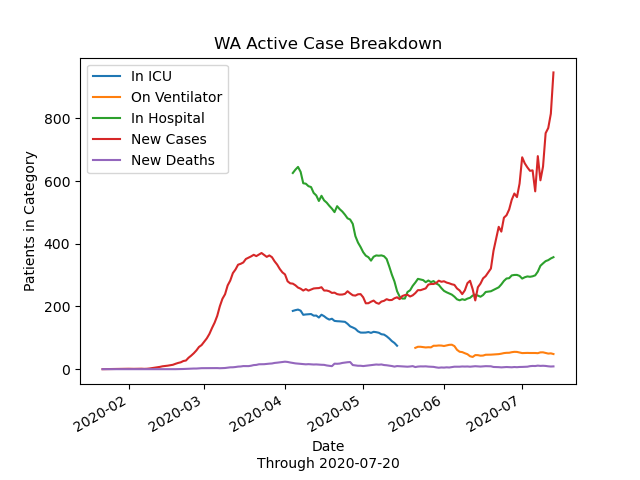 WA Active Case Breakdown
In ICU
On Ventilator
In Hospital
New Cases
New Deaths
Patients in Category
800
600
400
200
0
2020-02
2020-03
2020-04
2020-05
2020-06
2020-07
Date
Through 2020-07-20